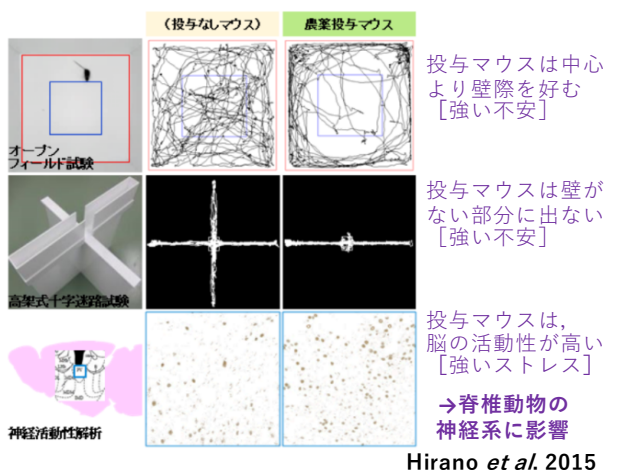 (投与なしマウス)
農薬投与マウス
オープン
フィールド試験
投与マウスは中心
より壁際を好む
［強い不安］
高架式十字迷路試験
投与マウスは壁が
ない部分に出ない
［強い不安］
神経活動性解析
投与マウスは,
脳の活動性が高い
［強いストレス］
→脊椎動物の
神経系に影響
Hirano et al. 2015